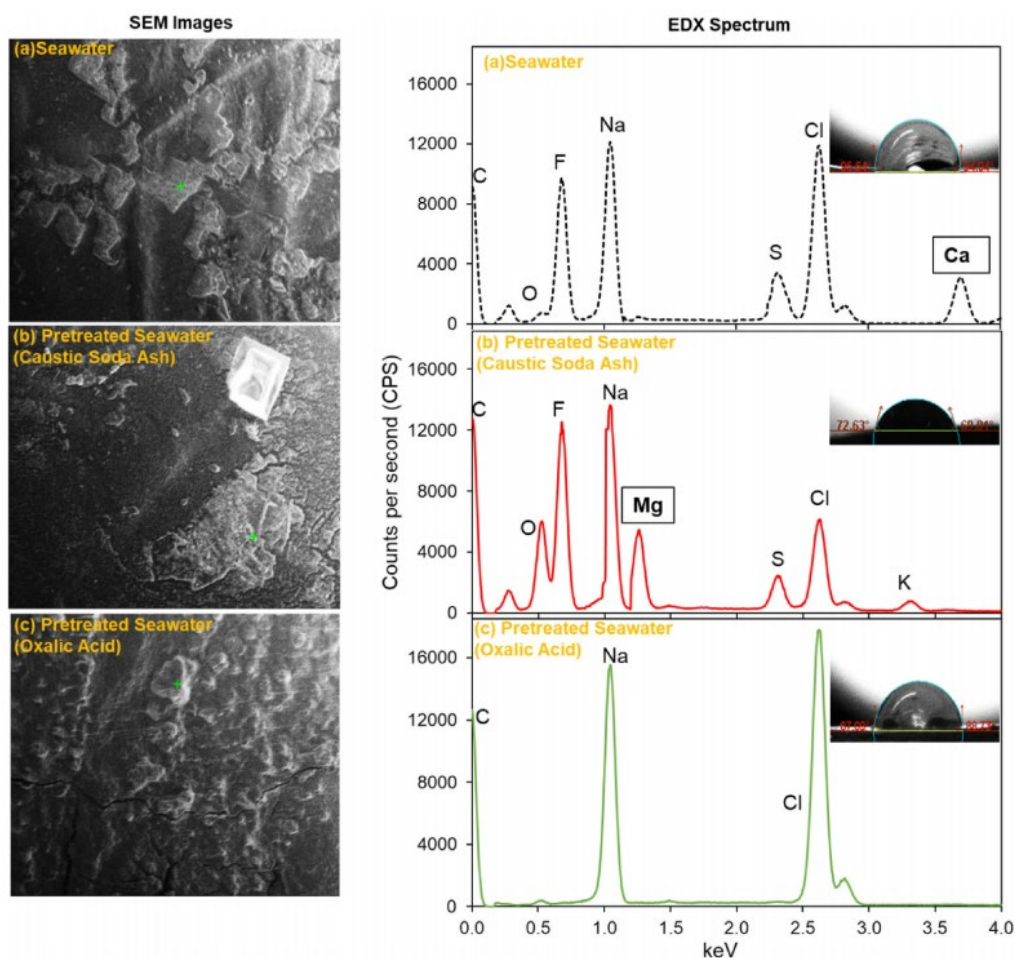 SEM Images
EDX Spectrum
(a)Seawater
(b) Pretreated Seawater
(Caustic Soda Ash)
(c) Pretreated Seawater
(Oxalic Acid)
Counts per second (CPS)
(a)Seawater
16000
12000
8000
4000
0
C
O
F
Na
S
Cl
Ca
(b) Pretreated Seawater
(Caustic Soda Ash)
16000
12000
8000
4000
0
C
O
F
Na
Mg
S
Cl
K
72.63°
(c) Pretreated Seawater
(Oxalic Acid)
16000
12000
8000
4000
0
C
Na
Cl
0.0 0.5 1.0 1.5 2.0 2.5 3.0 3.5 4.0
keV